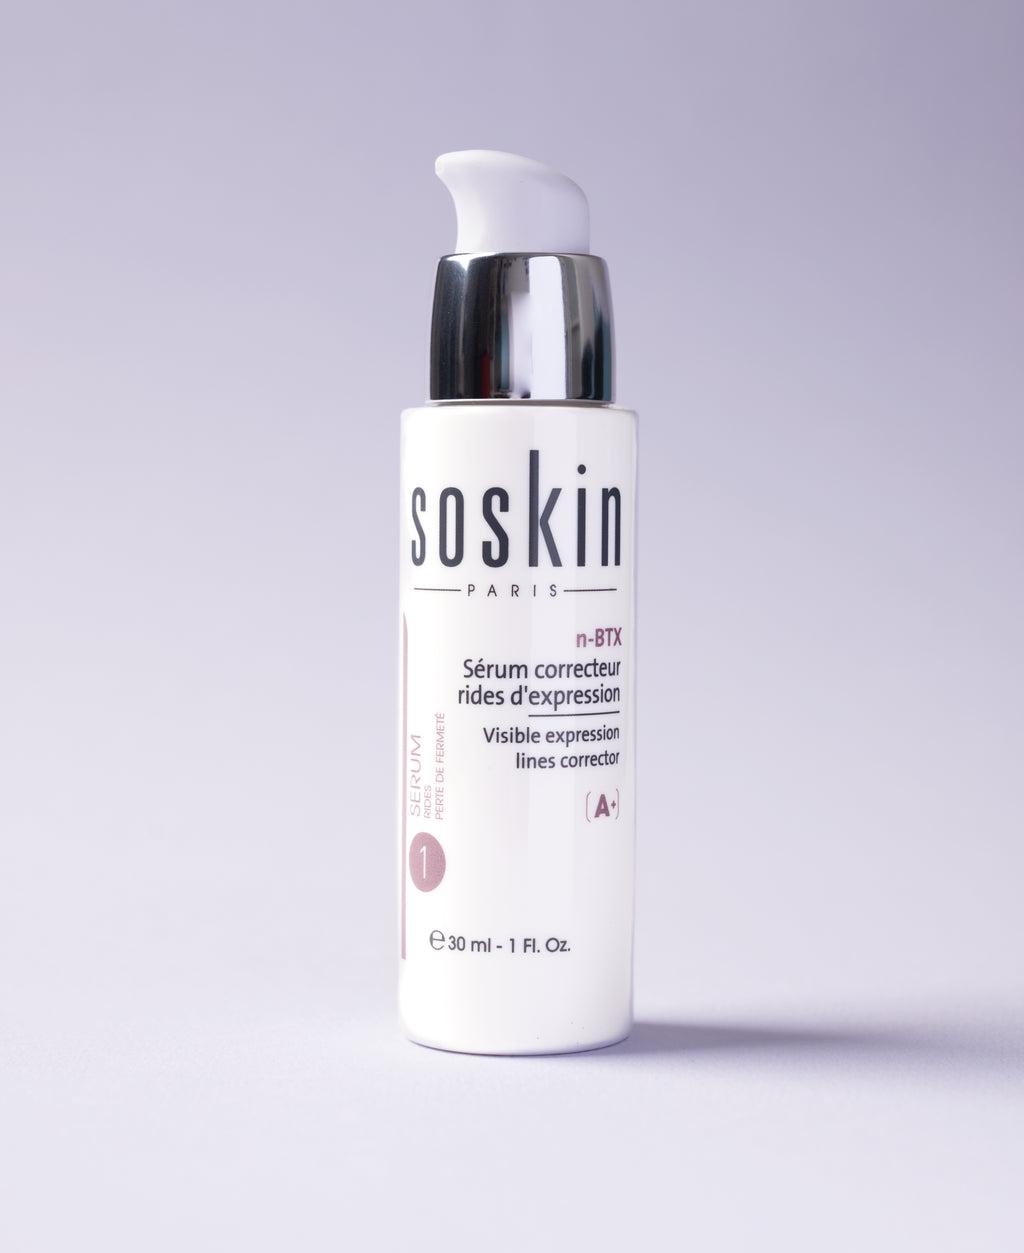 soskin
PARIS
n-BTX
Sérum correcteur
rides d'expression
Visible expression
lines corrector
(A+)
SERUM
RIDES
PERTE DE FERMETÉ
1
℮ 30 ml - 1 Fl. Oz.